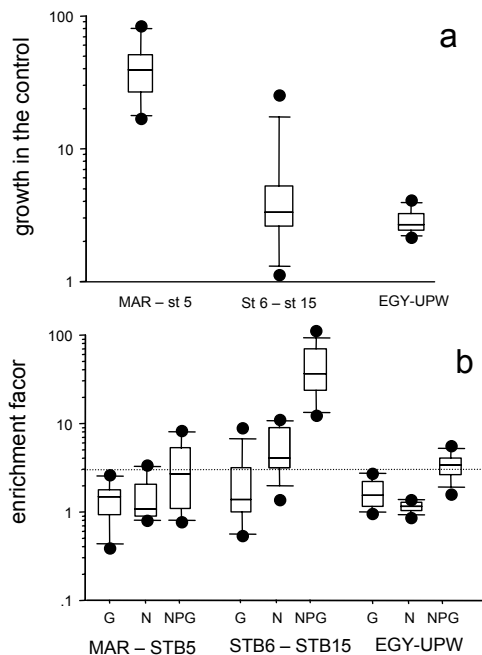 a
growth in the control
100
10
1
MAR – st 5 St 6 – st 15 EGY-UPW
b
enrichment facor
100
10
1
.1
G N NPG G N NPG G N NPG
MAR – STB5 STB6 – STB15 EGY-UPW